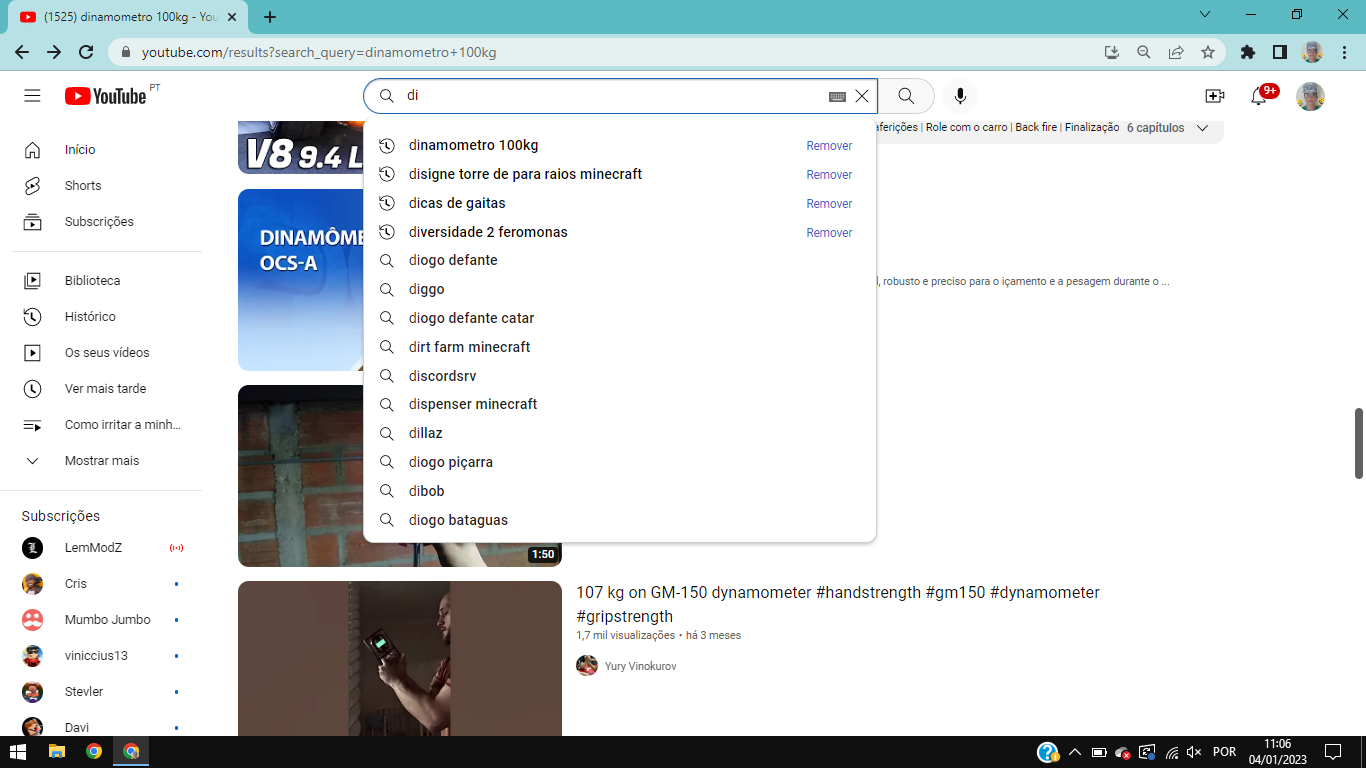 (1525) dinamometro 100kg - You
youtube.com/results?search_query=dinamometro+100kg
YouTube PT
di
9+
Início
Shorts
Subscrições
Biblioteca
Histórico
Os seus vídeos
Ver mais tarde
Como irritar a minh...
Mostrar mais
Subscrições
LemModZ
Cris
Mumbo Jumbo
viniccius13
Stevler
Davi
dinamometro 100kg Remover
disigne torre de para raios minecraft Remover
dicas de gaitas Remover
diversidade 2 feromonas Remover
diogo defante
diggo
diogo defante catar
dirt farm minecraft
discordsrv
dispenser minecraft
dillaz
diogo piçarra
dibob
diogo bataguas
aferições | Role com o carro | Back fire | Finalização 6 capítulos
V8 9.4 L
DINAMÔME
OCS-A
, robusto e preciso para o içamento e a pesagem durante o ...
1:50
107 kg on GM-150 dynamometer #handstrength #gm150 #dynamometer
#gripstrength
1,7 mil visualizações • há 3 meses
Yury Vinokurov
POR
11:06
04/01/2023